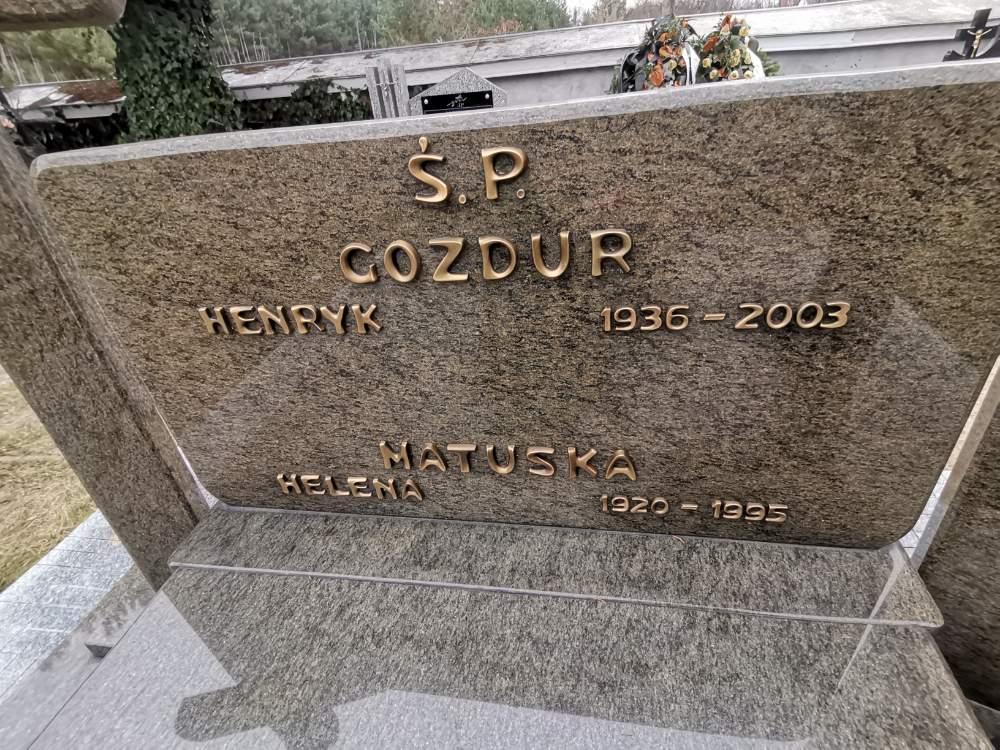 Ś.P.
GOZDUR
HENRYK 1936 – 2003
MATUSKA
HELENA 1920 – 1995